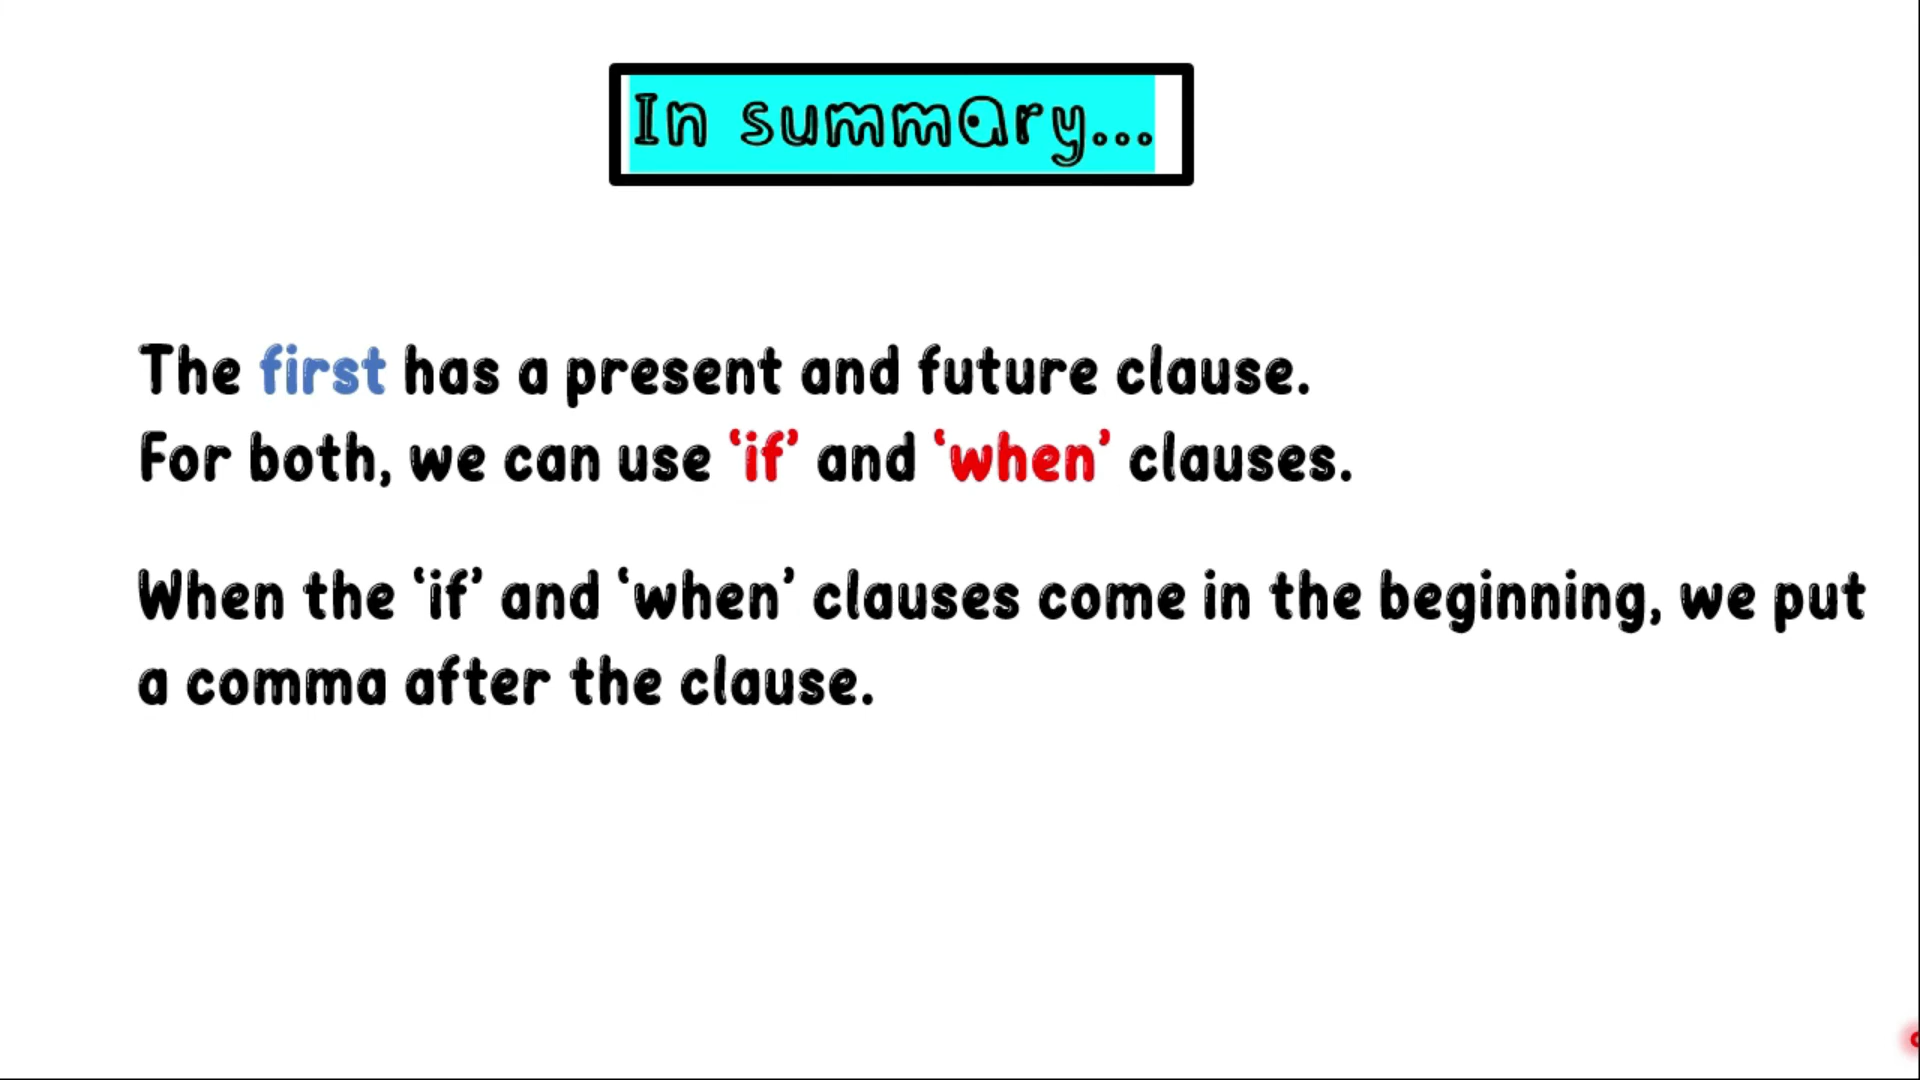 In summary...
The first has a present and future clause.
For both, we can use ‘if’ and ‘when’ clauses.
When the ‘if’ and ‘when’ clauses come in the beginning, we put
a comma after the clause.